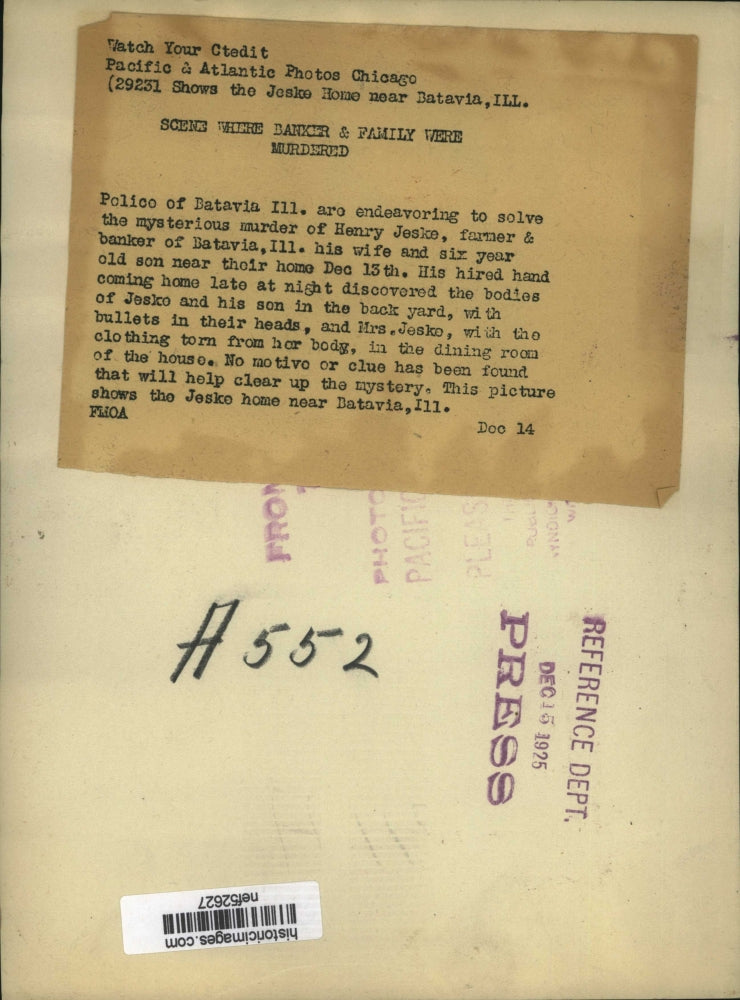 Watch Your Ctedit
Pacific & Atlantic Photos Chicago
(29231 Shows the Jeske Home near Batavia,ILL.
SCENE WHERE BANKER & FAMILY WERE
MURDERED
Police of Batavia Ill. are endeavoring to solve
the mysterious murder of Henry Jeske, farmer &
banker of Batavia,Ill. his wife and six year
old son near their home Dec 13th. His hired hand
coming home late at night discovered the bodies
of Jeske and his son in the back yard, with
bullets in their heads, and Mrs.Jeske, with the
clothing torn from her body, in the dining room
of the house. No motive or clue has been found
that will help clear up the mystery. This picture
shows the Jeske home near Batavia,Ill.
FMOA
Dec 14
FROM
PHOTO
PACIFIC
PLEAS
A552
REFERENCE DEPT.
DEC 15 1925
PRESS
historicimages.com
nef52627